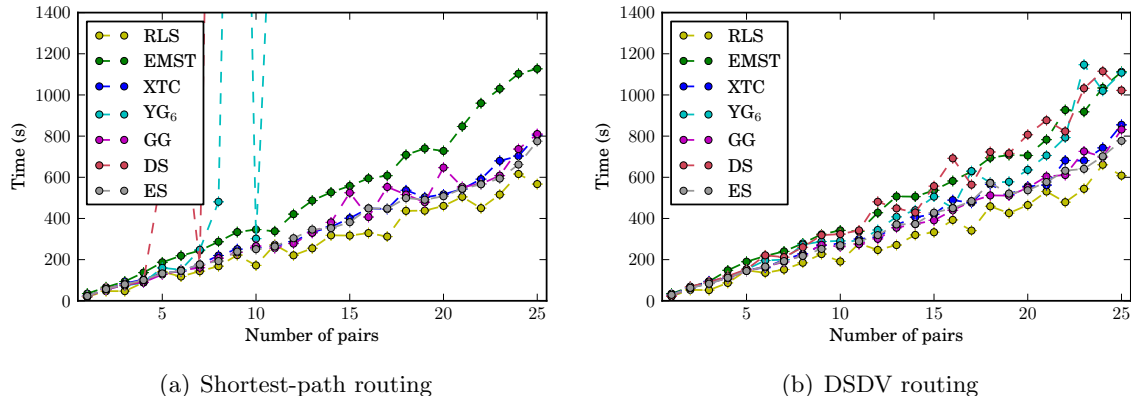 1400
1200
1000
800
600
400
200
0
Time (s)
RLS
EMST
XTC
YG₆
GG
DS
ES
5 10 15 20 25
Number of pairs
(a) Shortest-path routing
1400
1200
1000
800
600
400
200
0
Time (s)
RLS
EMST
XTC
YG₆
GG
DS
ES
5 10 15 20 25
Number of pairs
(b) DSDV routing